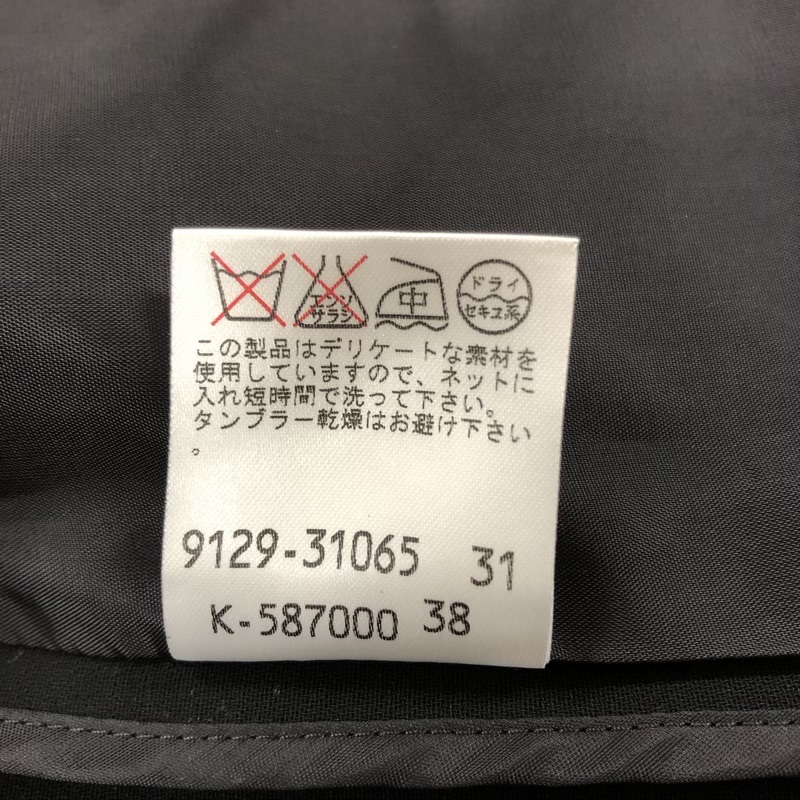 エンソ
サラシ
中
ドライ
セキユ系
この製品はデリケートな素材を
使用していますので、ネットに
入れ短時間で洗って下さい。
タンブラー乾燥はお避け下さい
。
9129-31065 31
K-587000 38